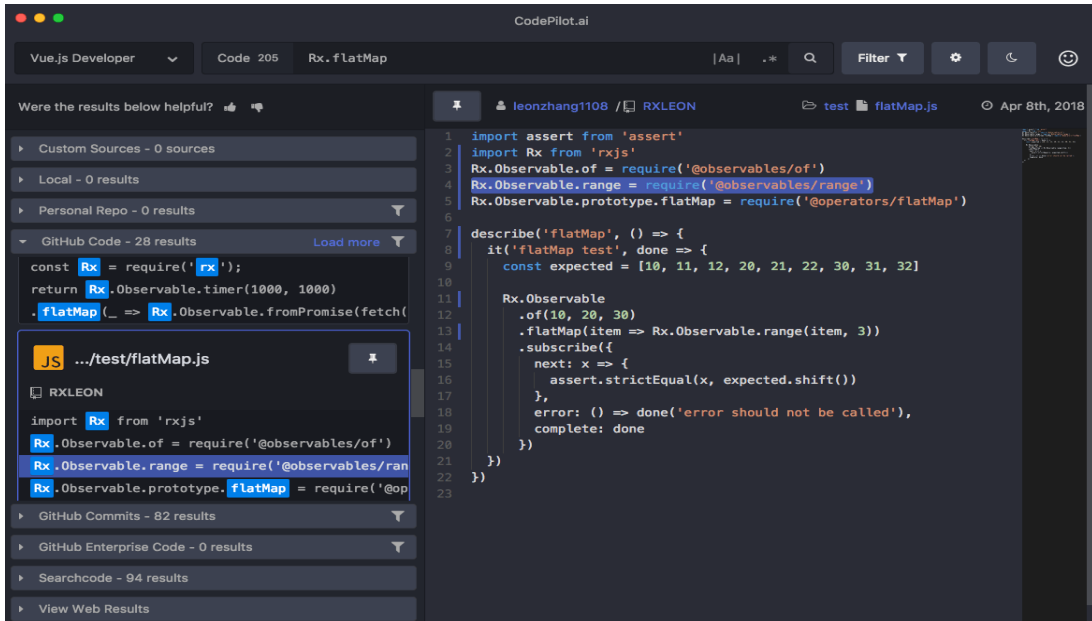 CodePilot.ai
Vue.js Developer
Code 205
Rx.flatMap
|Aa| .*
Filter
Were the results below helpful?
Custom Sources - 0 sources
Local - 0 results
Personal Repo - 0 results
GitHub Code - 28 results Load more
const Rx = require('rx');
return Rx.Observable.timer(1000, 1000)
.flatMap(_ => Rx.Observable.fromPromise(fetch(
JS .../test/flatMap.js
RXLEON
import Rx from 'rxjs'
Rx.Observable.of = require('@observables/of')
Rx.Observable.range = require('@observables/ran
Rx.Observable.prototype.flatMap = require('@op
GitHub Commits - 82 results
GitHub Enterprise Code - 0 results
Searchcode - 94 results
View Web Results
leonzhang1108 / RXLEON
test flatMap.js
Apr 8th, 2018
1 import assert from 'assert'
2 import Rx from 'rxjs'
3 Rx.Observable.of = require('@observables/of')
4 Rx.Observable.range = require('@observables/range')
5 Rx.Observable.prototype.flatMap = require('@operators/flatMap')
6
7 describe('flatMap', () => {
8 it('flatMap test', done => {
9 const expected = [10, 11, 12, 20, 21, 22, 30, 31, 32]
10
11 Rx.Observable
12 .of(10, 20, 30)
13 .flatMap(item => Rx.Observable.range(item, 3))
14 .subscribe({
15 next: x => {
16 assert.strictEqual(x, expected.shift())
17 },
18 error: () => done('error should not be called'),
19 complete: done
20 })
21 })
22 })
23